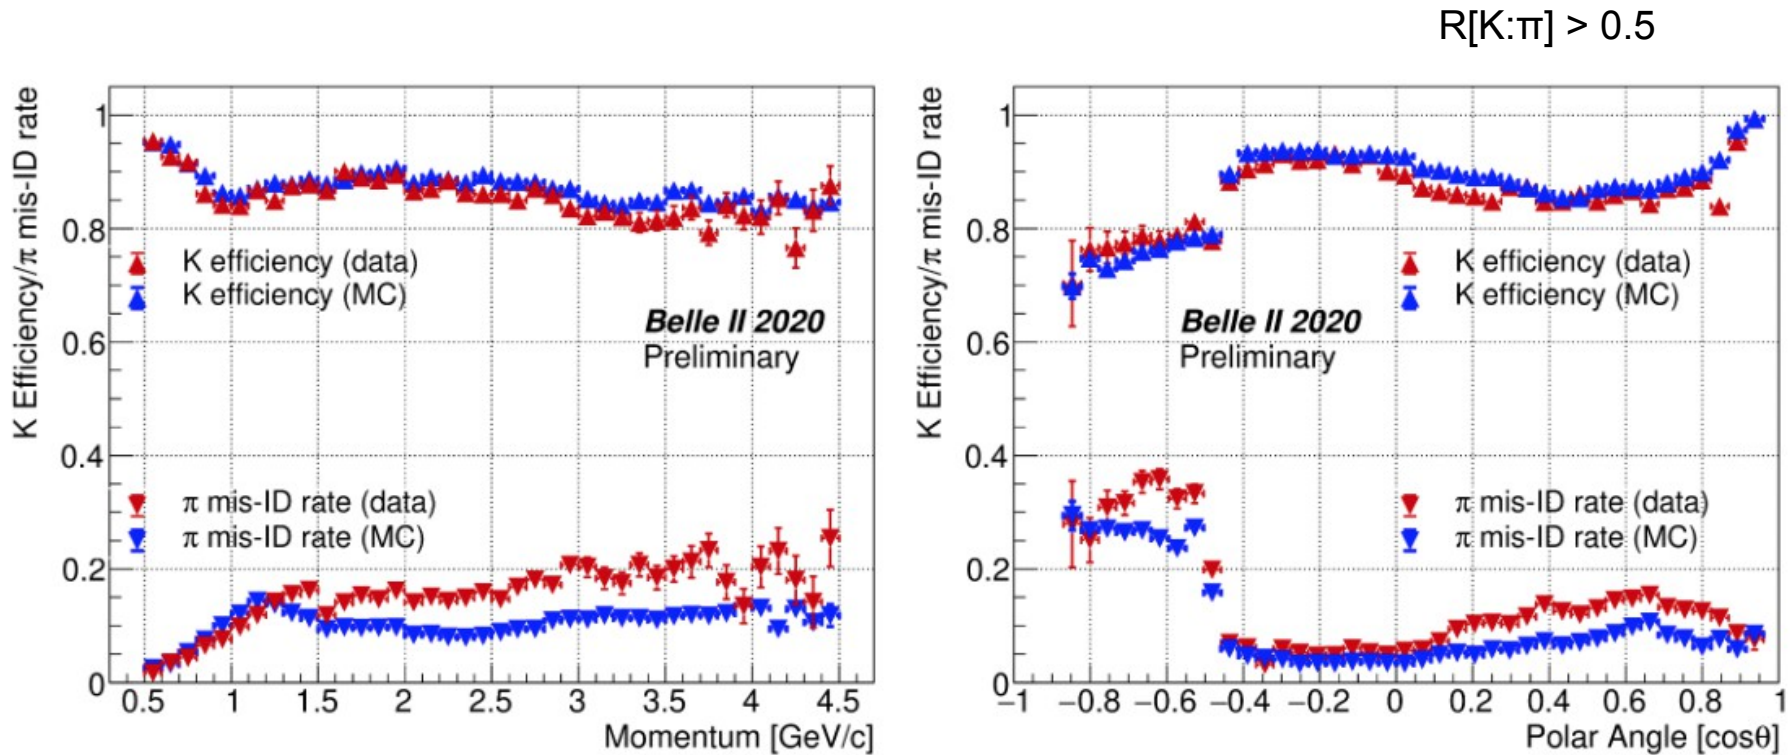 R[K:π] > 0.5
K Efficiency/π mis-ID rate
1
0.8
0.6
0.4
0.2
0
K efficiency (data)
K efficiency (MC)
Belle II 2020
Preliminary
π mis-ID rate (data)
π mis-ID rate (MC)
0.5 1 1.5 2 2.5 3 3.5 4 4.5
Momentum [GeV/c]
K Efficiency/π mis-ID rate
1
0.8
0.6
0.4
0.2
0
K efficiency (data)
K efficiency (MC)
Belle II 2020
Preliminary
π mis-ID rate (data)
π mis-ID rate (MC)
−1 −0.8 −0.6 −0.4 −0.2 0 0.2 0.4 0.6 0.8 1
Polar Angle [cosθ]